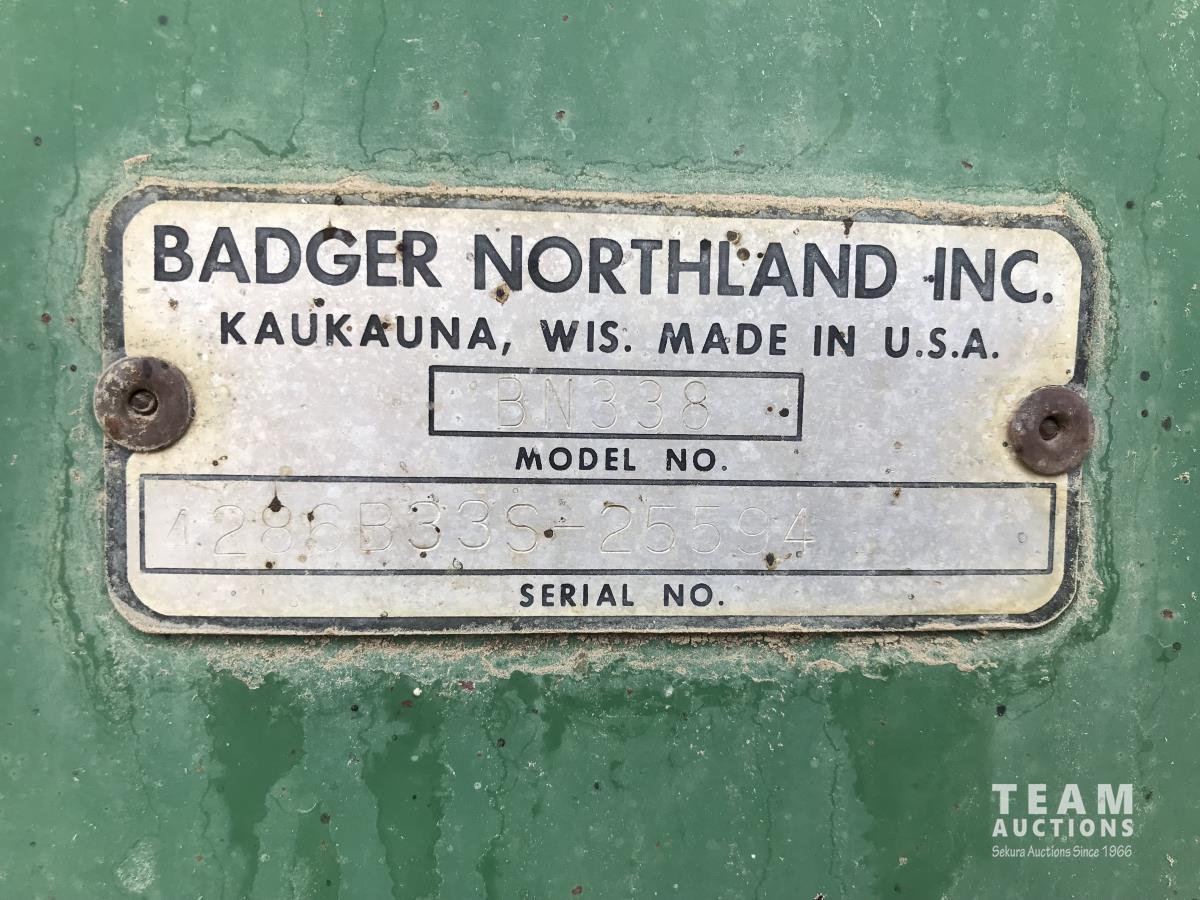 BADGER NORTHLAND INC.
KAUKAUNA, WIS. MADE IN U.S.A.
BN338
MODEL NO.
4286B33S-25594
SERIAL NO.
TEAM
AUCTIONS
Sekura Auctions Since 1966